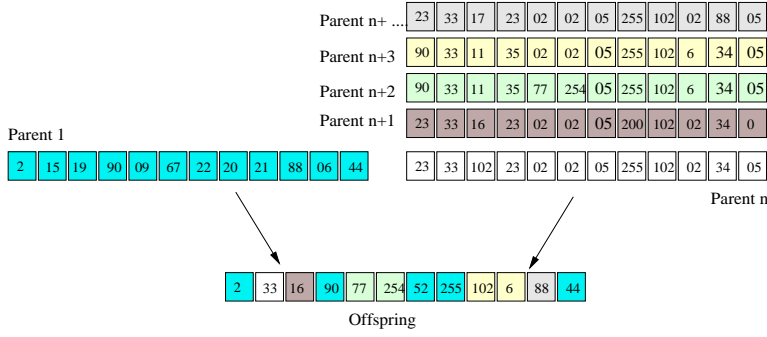 Parent n+ .... 23 33 17 23 02 02 05 255 102 02 88 05
Parent n+3 90 33 11 35 02 02 05 255 102 6 34 05
Parent n+2 90 33 11 35 77 254 05 255 102 6 34 05
Parent n+1 23 33 16 23 02 02 05 200 102 02 34 0
Parent 1
2 15 19 90 09 67 22 20 21 88 06 44
23 33 102 23 02 02 05 255 102 02 34 05
Parent n
2 33 16 90 77 254 52 255 102 6 88 44
Offspring